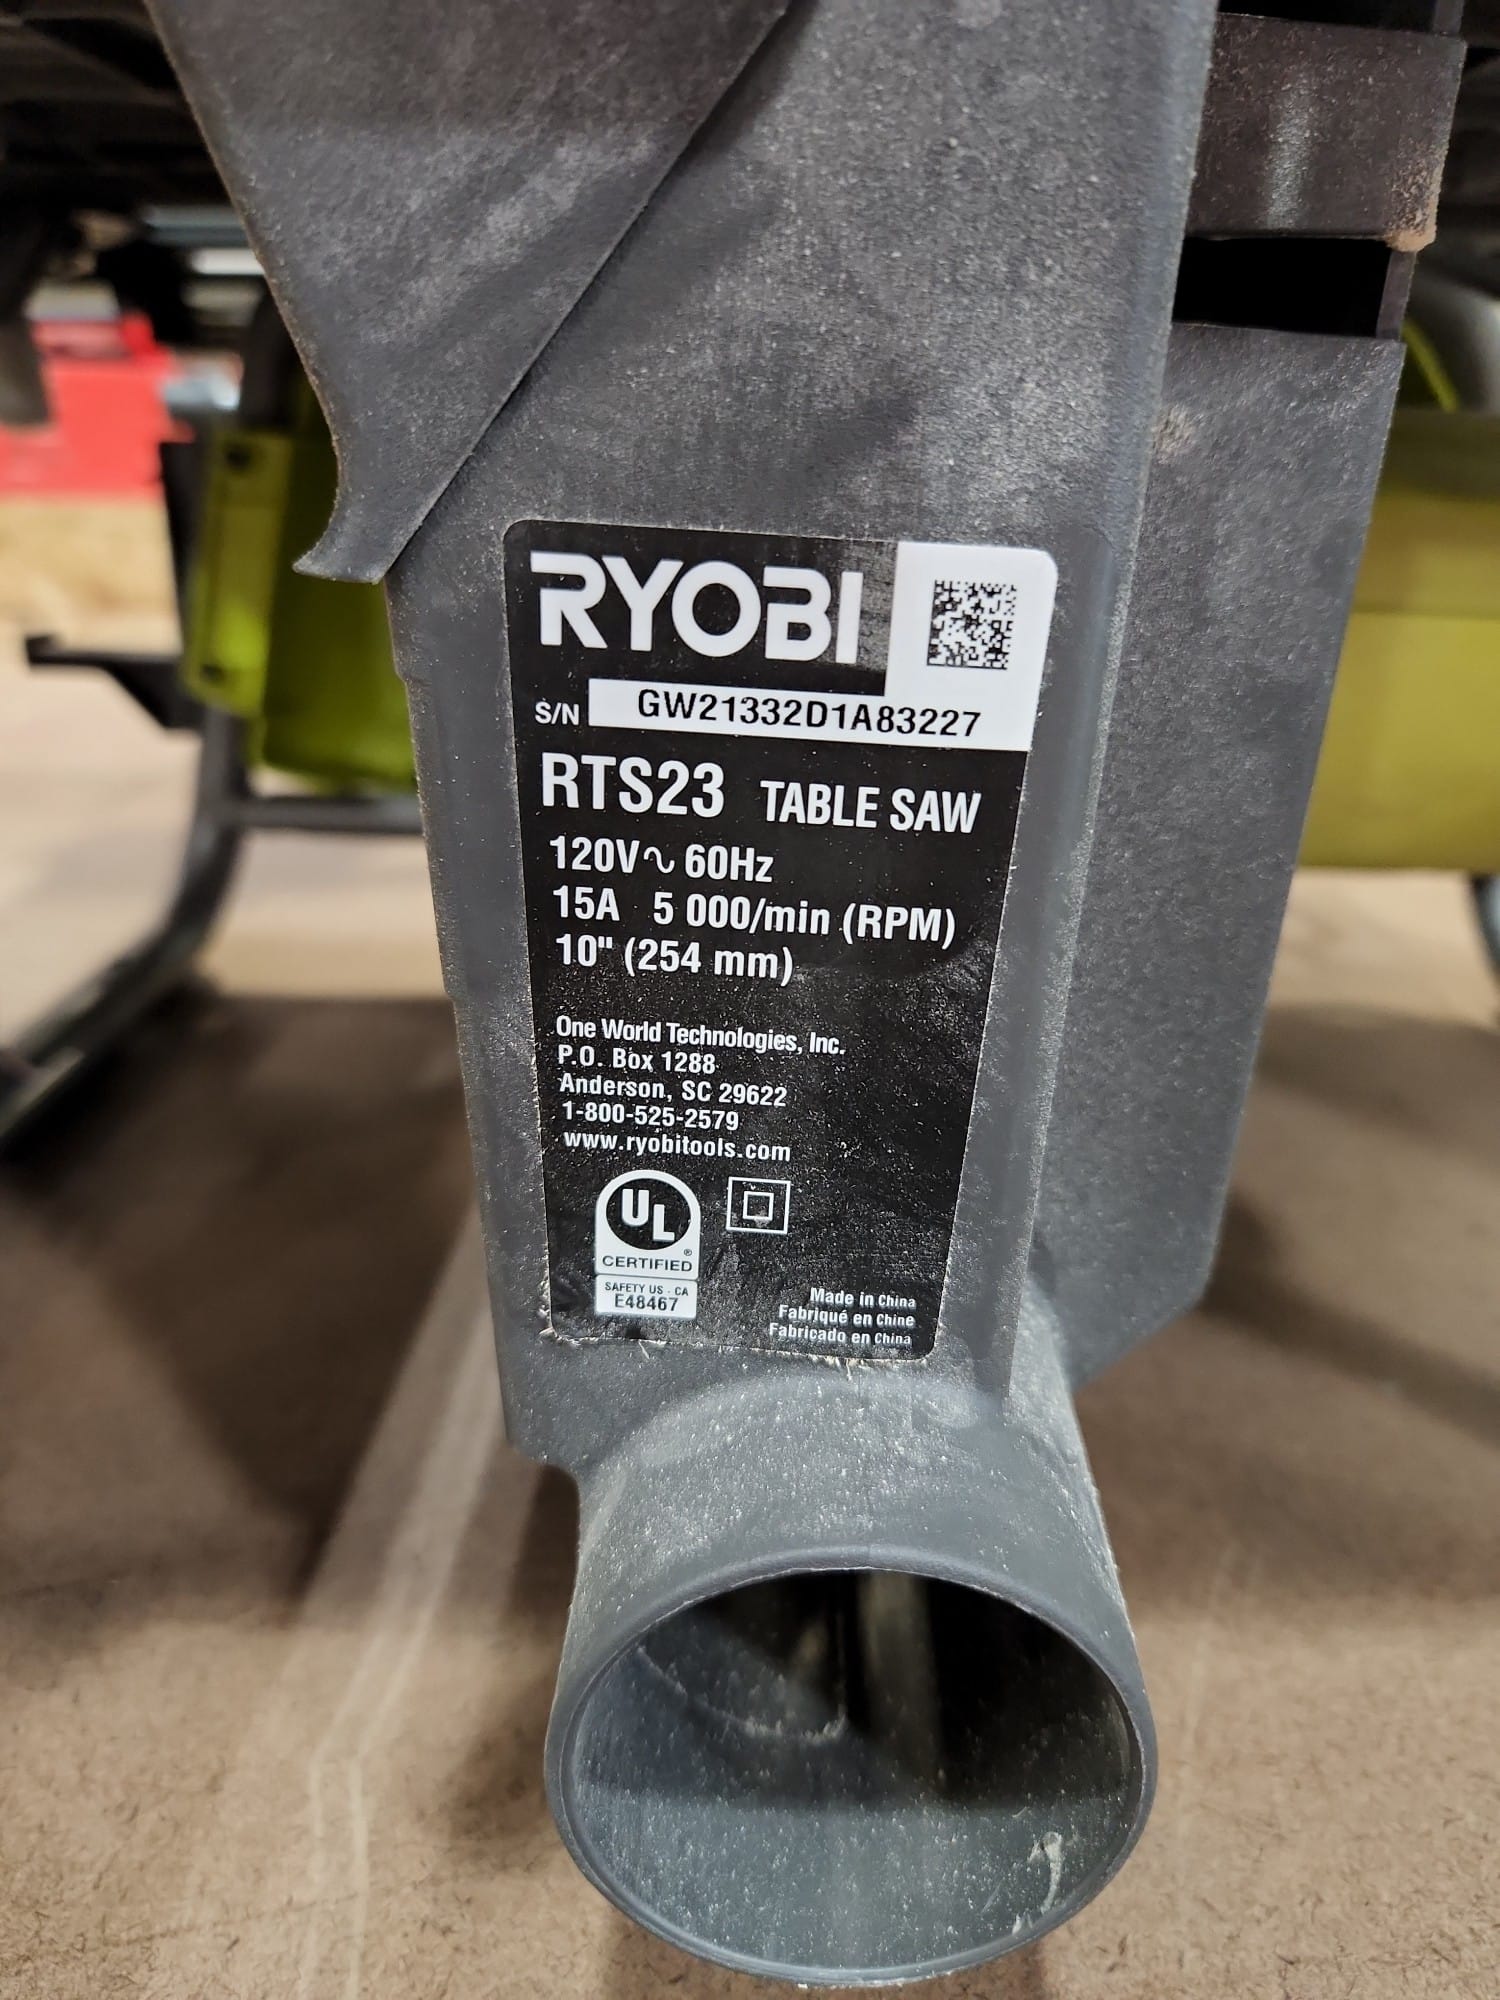 RYOBI
S/N GW21332D1A83227
RTS23 TABLE SAW
120V~ 60Hz
15A 5 000/min (RPM)
10" (254 mm)
One World Technologies, Inc.
P.O. Box 1288
Anderson, SC 29622
1-800-525-2579
www.ryobitools.com
UL
®
CERTIFIED
SAFETY US - CA
E48467
Made in China
Fabriqué en Chine
Fabricado en China